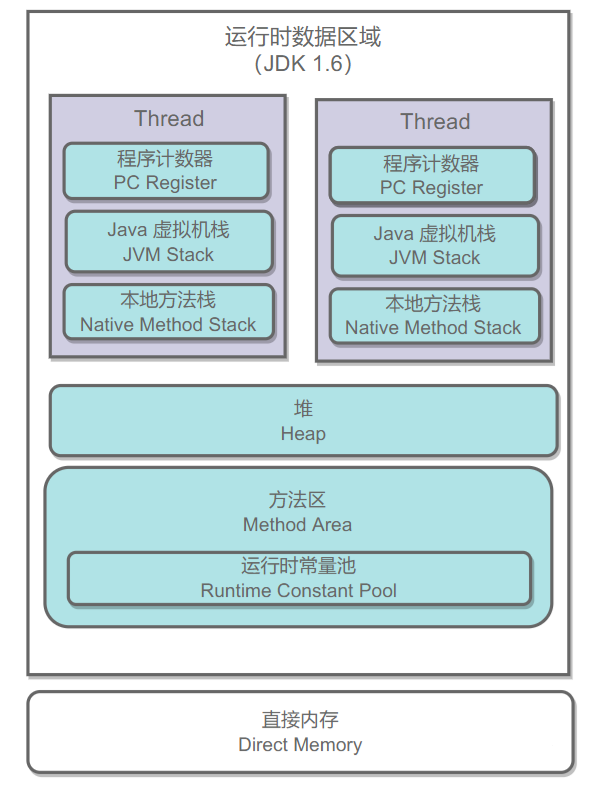 运行时数据区域
（JDK 1.6）
Thread
程序计数器
PC Register
Java 虚拟机栈
JVM Stack
本地方法栈
Native Method Stack
Thread
程序计数器
PC Register
Java 虚拟机栈
JVM Stack
本地方法栈
Native Method Stack
堆
Heap
方法区
Method Area
运行时常量池
Runtime Constant Pool
直接内存
Direct Memory